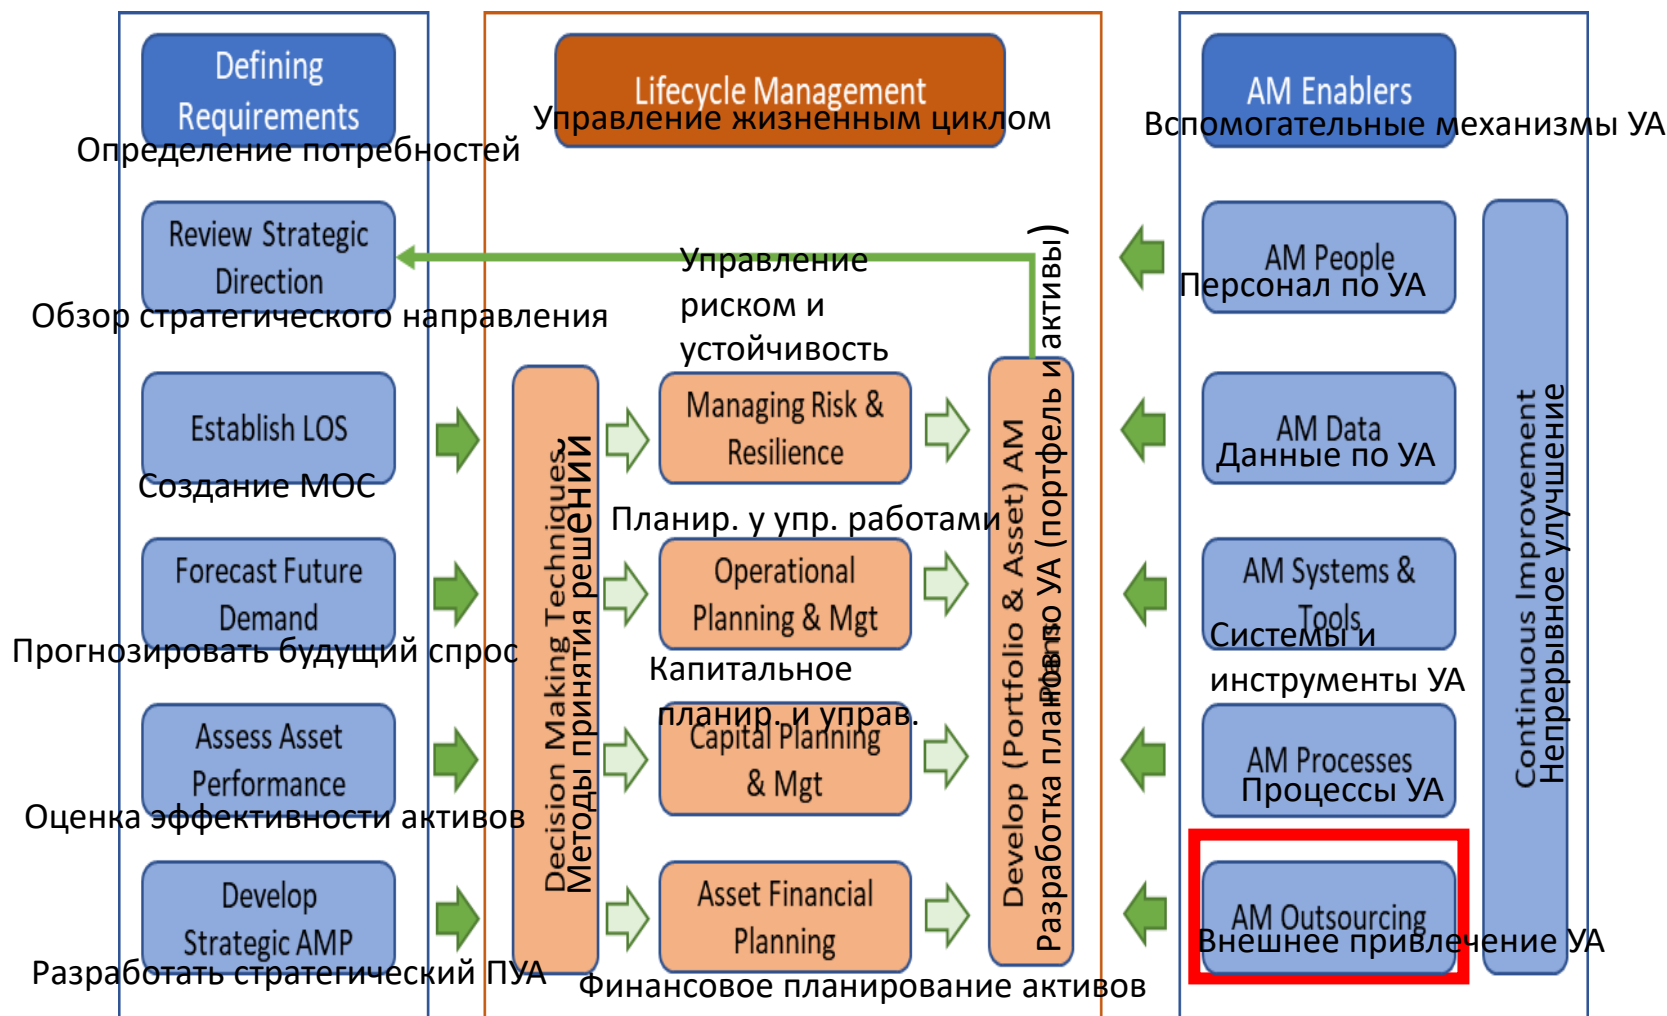 Defining
Requirements
Определение потребностей
Review Strategic
Direction
Обзор стратегического направления
Establish LOS
Создание МОС
Forecast Future
Demand
Прогнозировать будущий спрос
Assess Asset
Performance
Оценка эффективности активов
Develop
Strategic AMP
Разработать стратегический ПУА
Lifecycle Management
Управление жизненным циклом
Decision Making Techniques
Методы принятия решений
Управление
риском и
устойчивость
Managing Risk &
Resilience
Планир. у упр. работами
Operational
Planning & Mgt
Капитальное
планир. и управ.
Capital Planning
& Mgt
Asset Financial
Planning
Финансовое планирование активов
Develop (Portfolio & Asset) AM
Plans
Разработка планов по УА (портфель и активы)
AM Enablers
Вспомогательные механизмы УА
AM People
Персонал по УА
AM Data
Данные по УА
AM Systems &
Tools
Системы и
инструменты УА
AM Processes
Процессы УА
AM Outsourcing
Внешнее привлечение УА
Continuous Improvement
Непрерывное улучшение